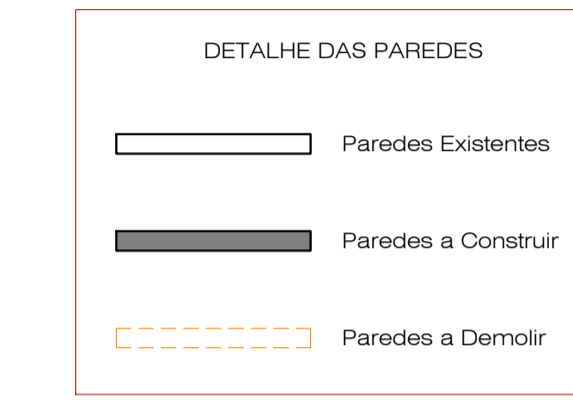 DETALHE DAS PAREDES
Paredes Existentes
Paredes a Construir
Paredes a Demolir